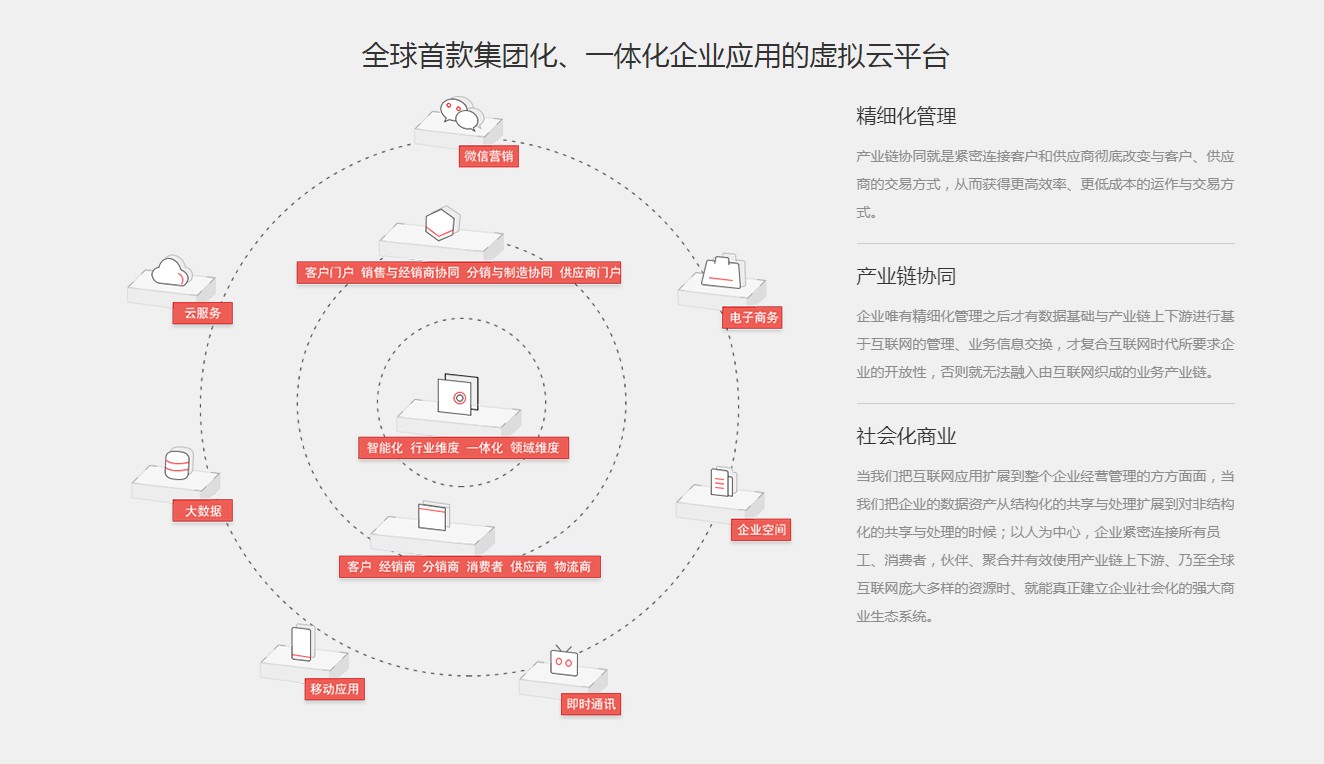 全球首款集团化、一体化企业应用的虚拟云平台
微信营销
客户门户 销售与经销商协同 分销与制造协同 供应商门户
云服务
电子商务
智能化 行业维度 一体化 领域维度
大数据
企业空间
客户 经销商 分销商 消费者 供应商 物流商
移动应用
即时通讯
精细化管理
产业链协同就是紧密连接客户和供应商彻底改变与客户、供应
商的交易方式，从而获得更高效率、更低成本的运作与交易方
式。
产业链协同
企业唯有精细化管理之后才有数据基础与产业链上下游进行基
于互联网的管理、业务信息交换，才复合互联网时代所要求企
业的开放性，否则就无法融入由互联网织成的业务产业链。
社会化商业
当我们把互联网应用扩展到整个企业经营管理的方方面面，当
我们把企业的数据资产从结构化的共享与处理扩展到对非结构
化的共享与处理的时候；以人为中心，企业紧密连接所有员
工、消费者，伙伴、聚合并有效使用产业链上下游、乃至全球
互联网庞大多样的资源时、就能真正建立企业社会化的强大商
业生态系统。